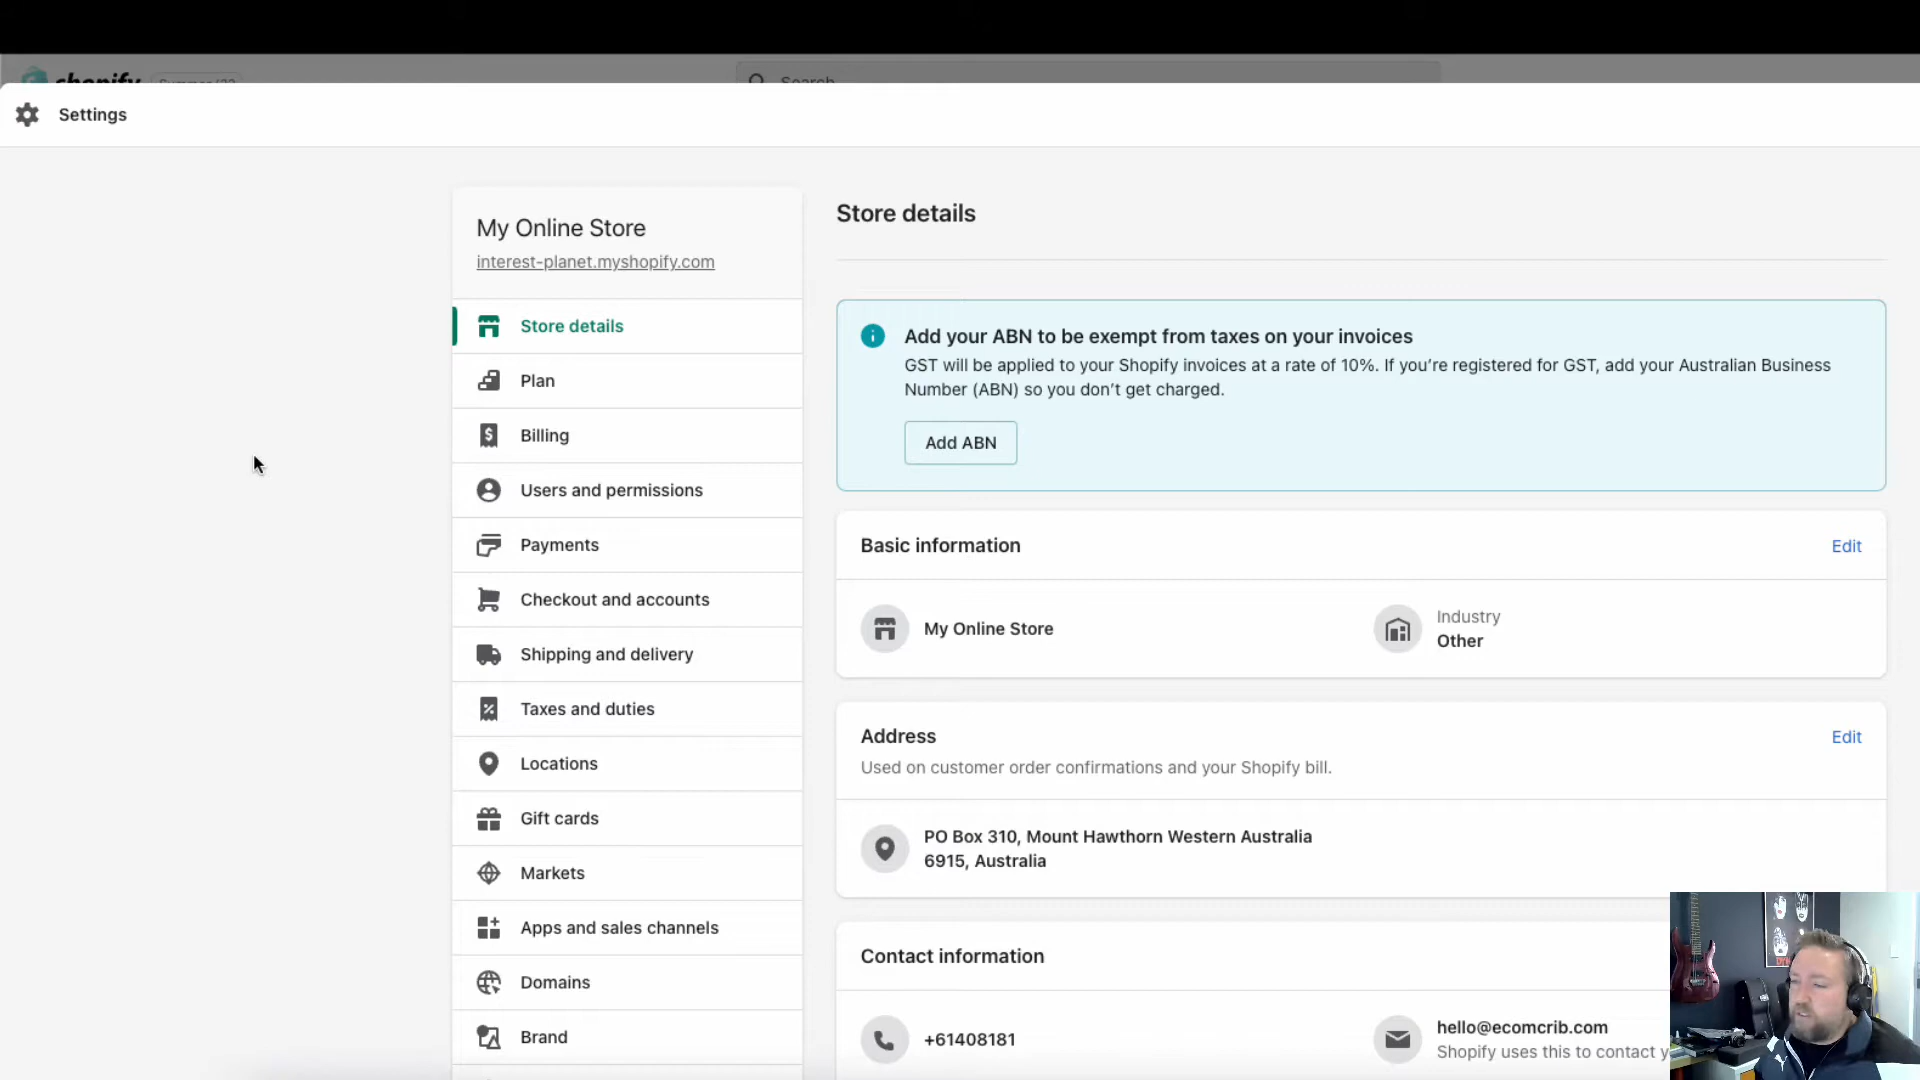 shopify
Search
Settings
My Online Store
interest-planet.myshopify.com
Store details
Plan
Billing
Users and permissions
Payments
Checkout and accounts
Shipping and delivery
Taxes and duties
Locations
Gift cards
Markets
Apps and sales channels
Domains
Brand
Store details
Add your ABN to be exempt from taxes on your invoices
GST will be applied to your Shopify invoices at a rate of 10%. If you’re registered for GST, add your Australian Business
Number (ABN) so you don’t get charged.
Add ABN
Basic information
Edit
My Online Store
Industry
Other
Address
Edit
Used on customer order confirmations and your Shopify bill.
PO Box 310, Mount Hawthorn Western Australia
6915, Australia
Contact information
+61408181
hello@ecomcrib.com
Shopify uses this to contact